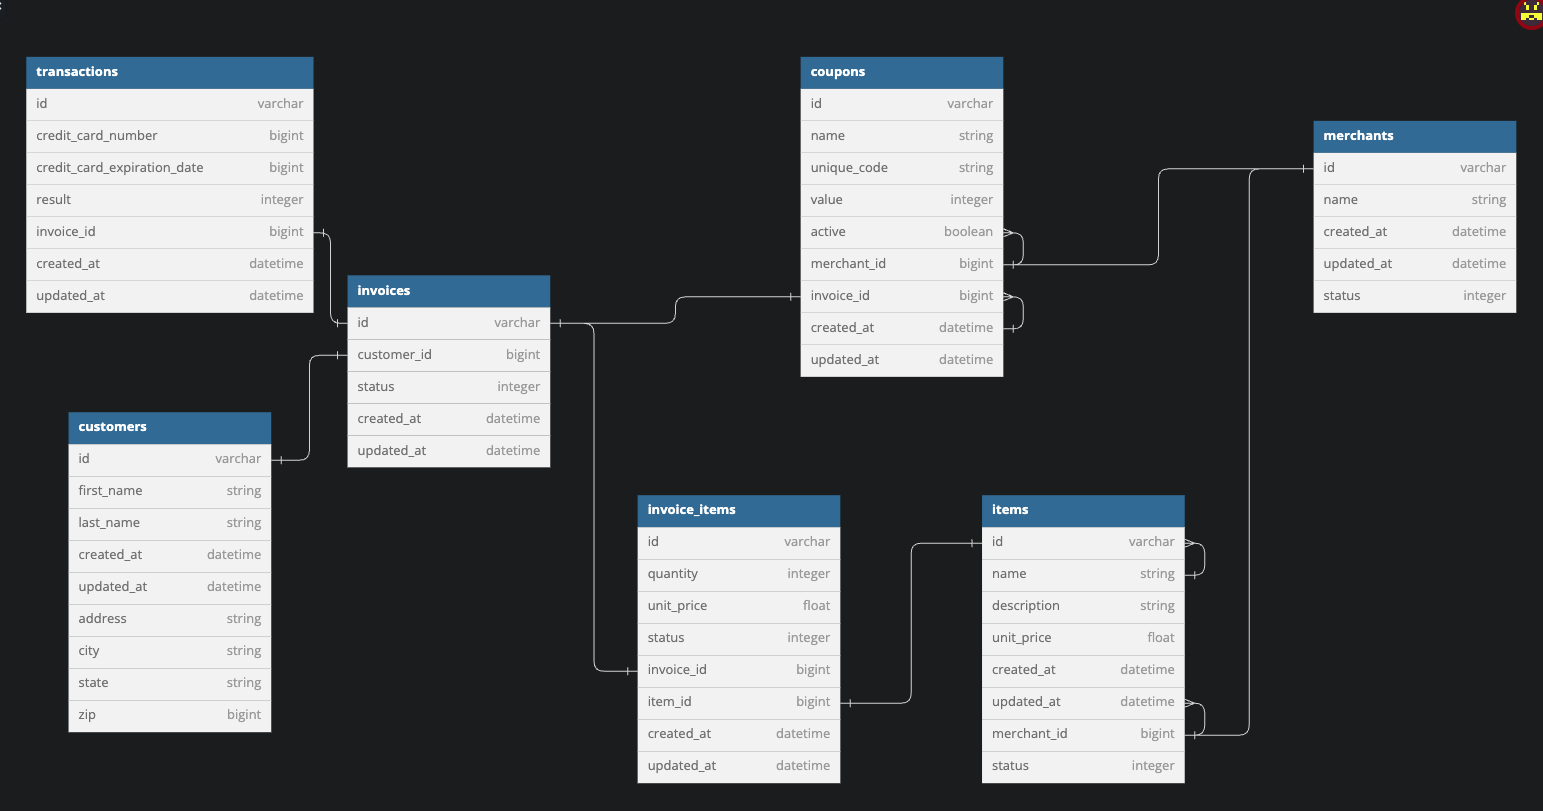 transactions
id varchar
credit_card_number bigint
credit_card_expiration_date bigint
result integer
invoice_id bigint
created_at datetime
updated_at datetime
customers
id varchar
first_name string
last_name string
created_at datetime
updated_at datetime
address string
city string
state string
zip bigint
invoices
id varchar
customer_id bigint
status integer
created_at datetime
updated_at datetime
coupons
id varchar
name string
unique_code string
value integer
active boolean
merchant_id bigint
invoice_id bigint
created_at datetime
updated_at datetime
invoice_items
id varchar
quantity integer
unit_price float
status integer
invoice_id bigint
item_id bigint
created_at datetime
updated_at datetime
items
id varchar
name string
description string
unit_price float
created_at datetime
updated_at datetime
merchant_id bigint
status integer
merchants
id varchar
name string
created_at datetime
updated_at datetime
status integer